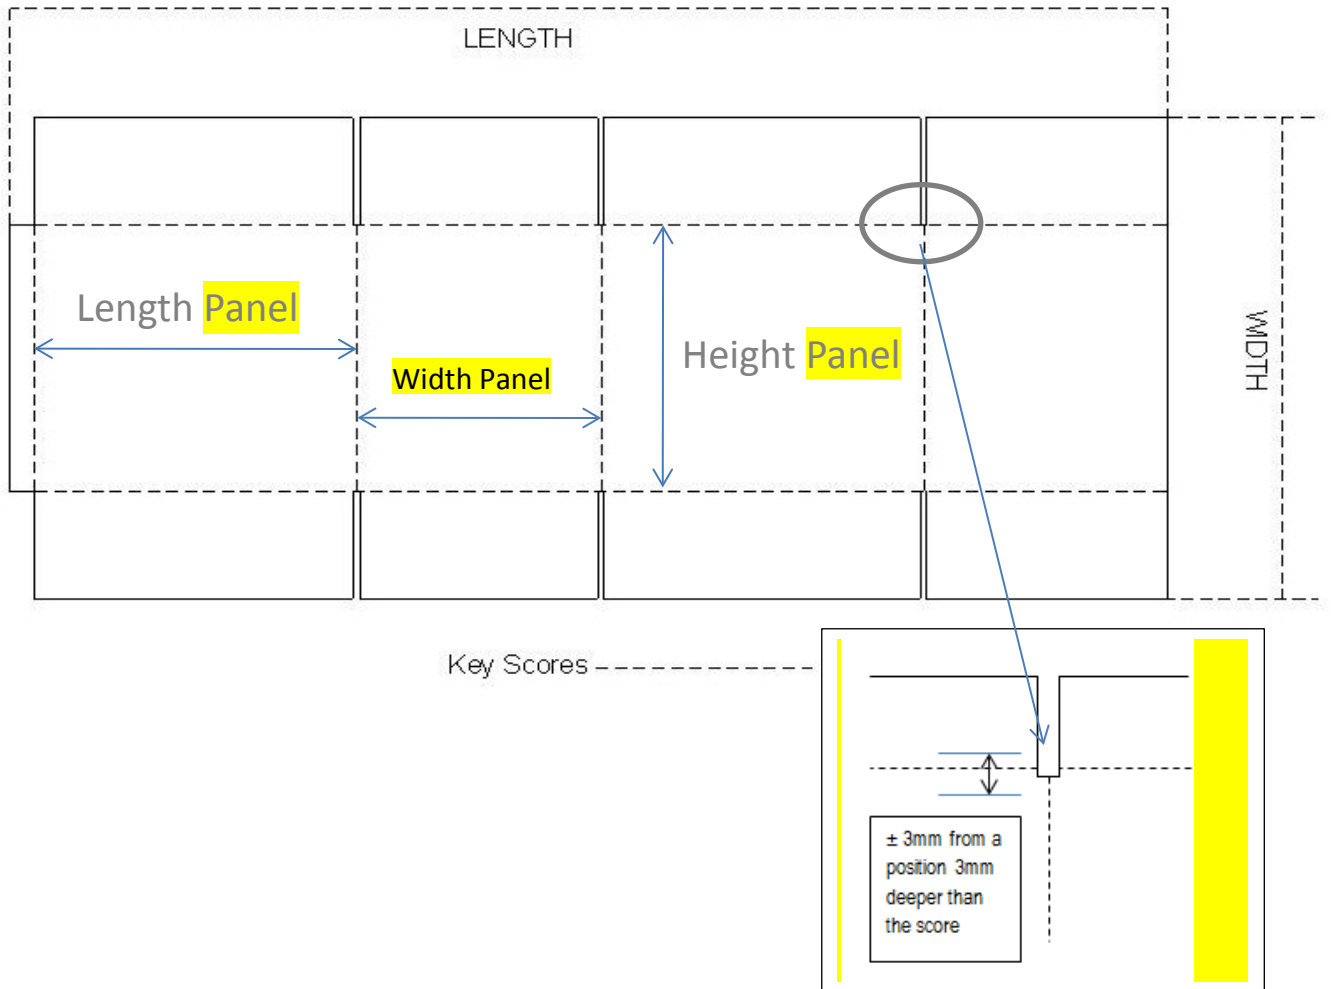 LENGTH
Length Panel
Width Panel
Height Panel
WIDTH
Key Scores
± 3mm from a
position 3mm
deeper than
the score